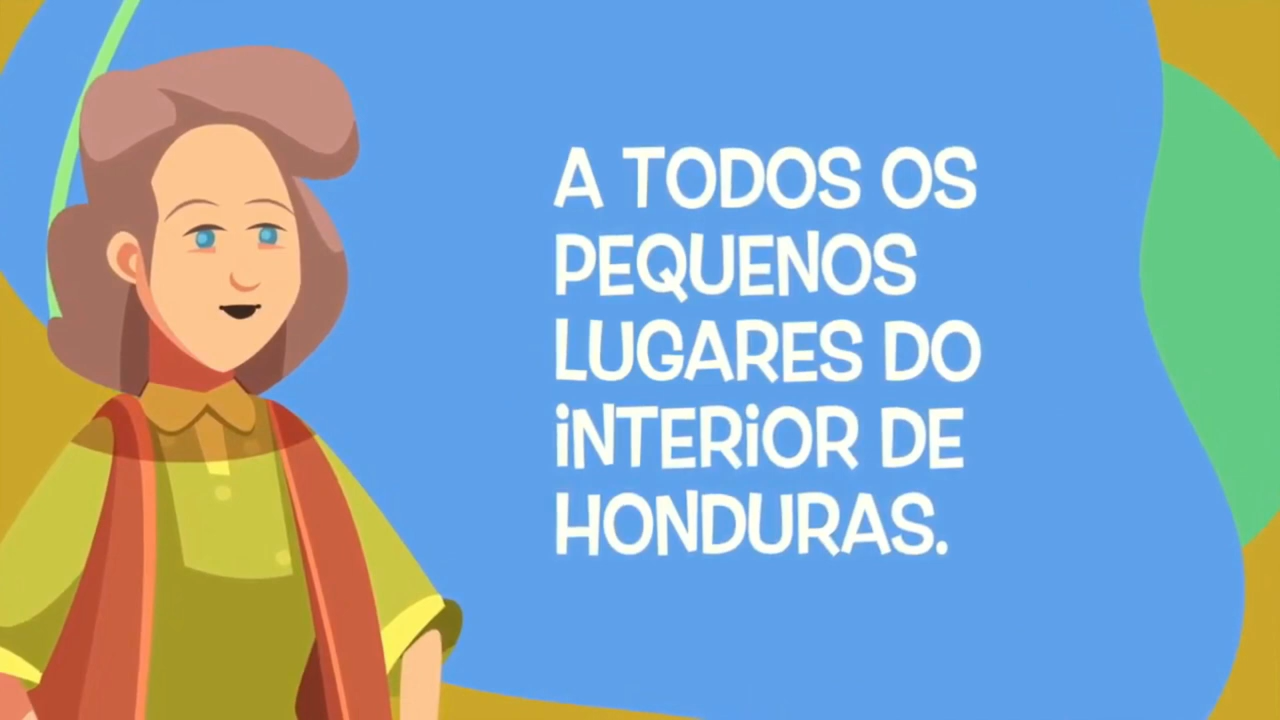 A TODOS OS
PEQUENOS
LUGARES DO
iNTERiOR DE
HONDURAS.